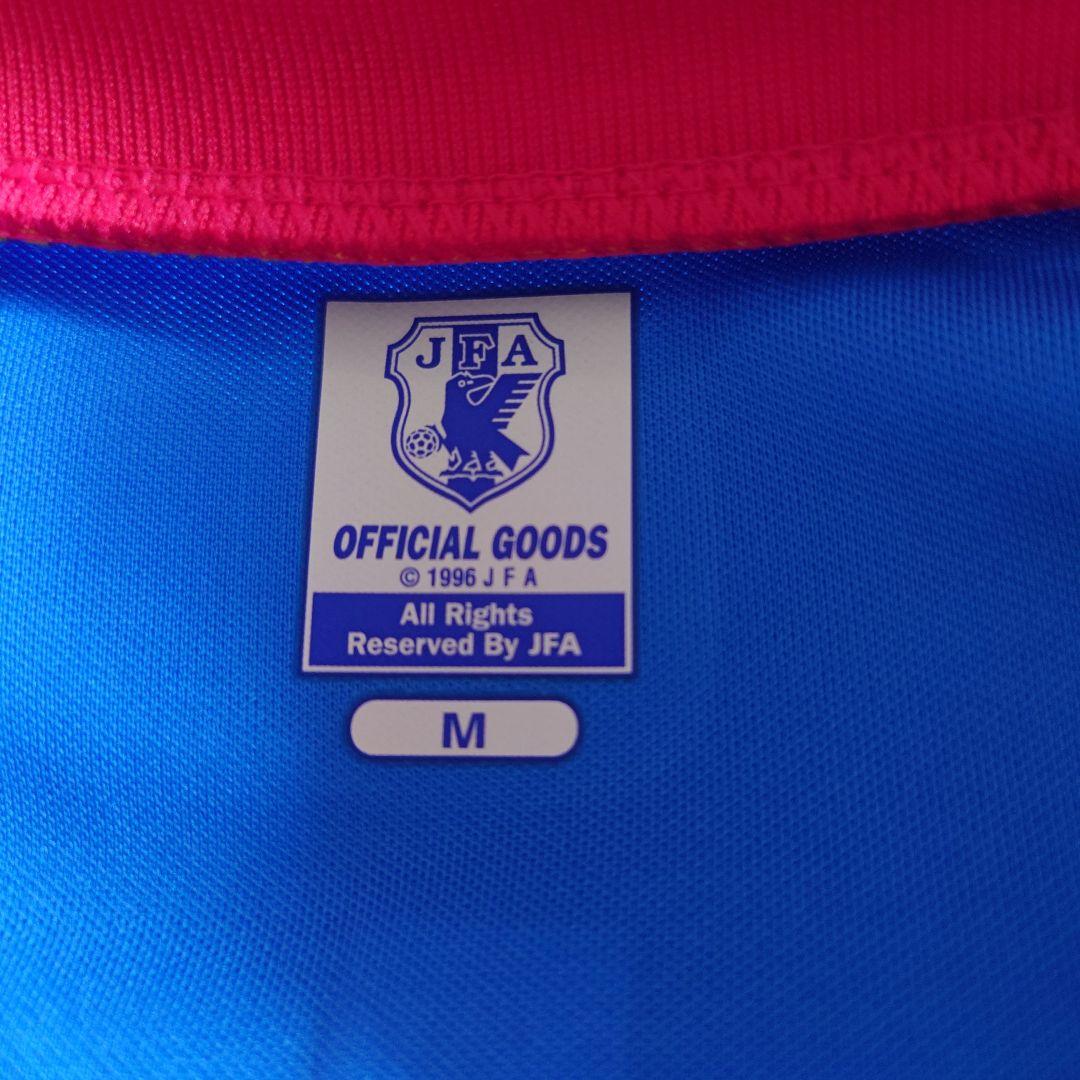 JFA
OFFICIAL GOODS
© 1996 J F A
All Rights
Reserved By JFA
M